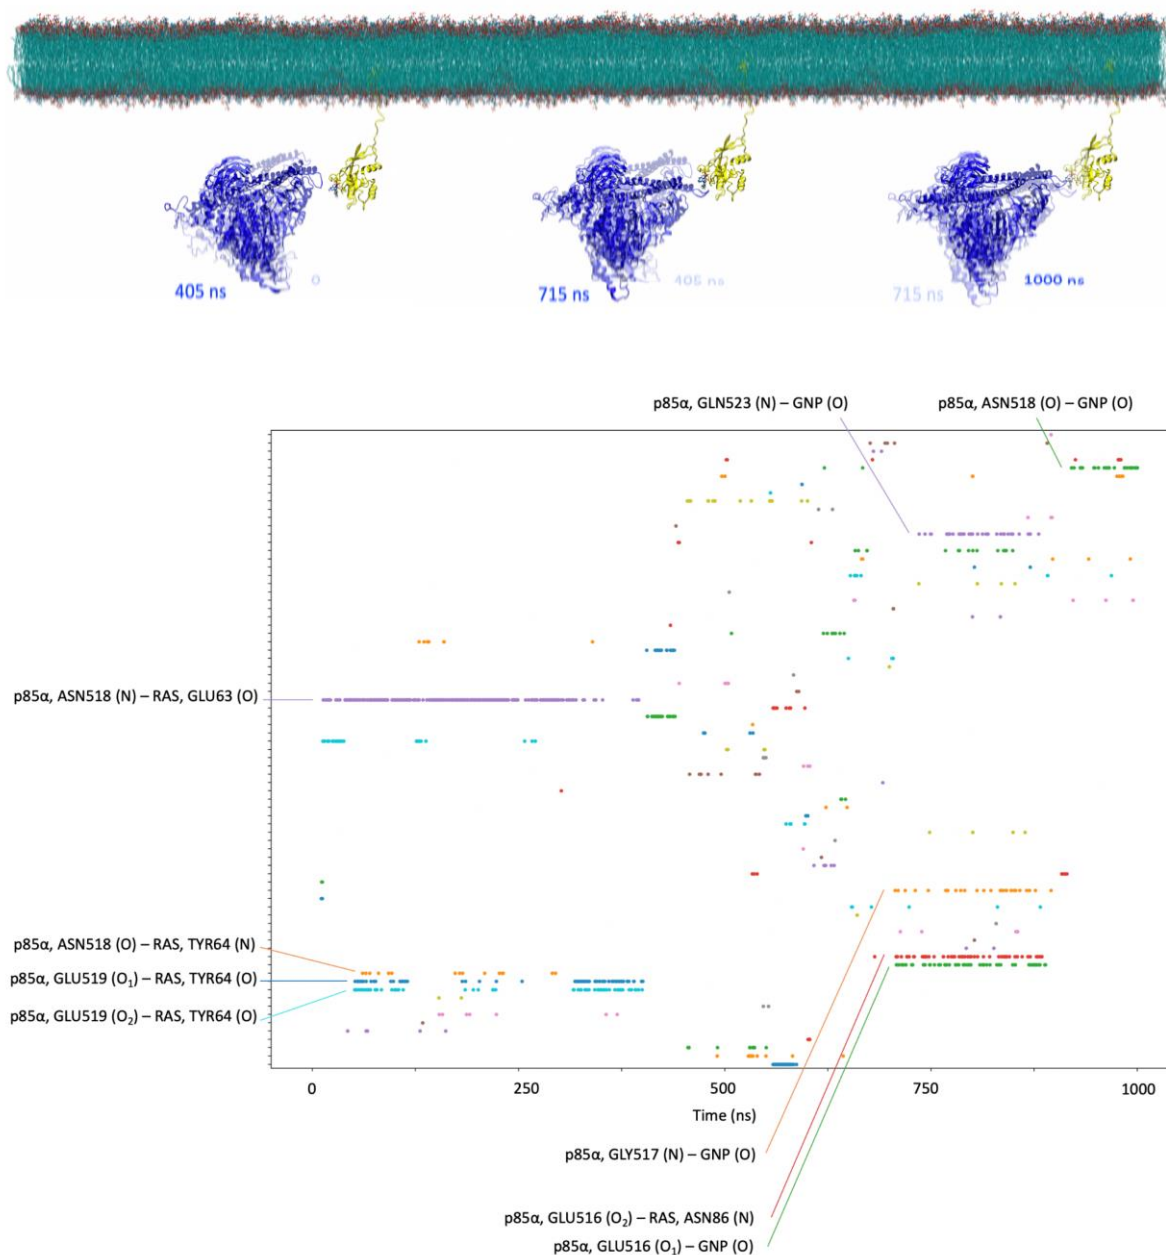 405 ns
0
715 ns
405 ns
715 ns
1000 ns
p85α, GLN523 (N) – GNP (O)
p85α, ASN518 (O) – GNP (O)
p85α, ASN518 (N) – RAS, GLU63 (O)
p85α, ASN518 (O) – RAS, TYR64 (N)
p85α, GLU519 (O₁) – RAS, TYR64 (O)
p85α, GLU519 (O₂) – RAS, TYR64 (O)
0
250
500
750
1000
Time (ns)
p85α, GLY517 (N) – GNP (O)
p85α, GLU516 (O₂) – RAS, ASN86 (N)
p85α, GLU516 (O₁) – GNP (O)